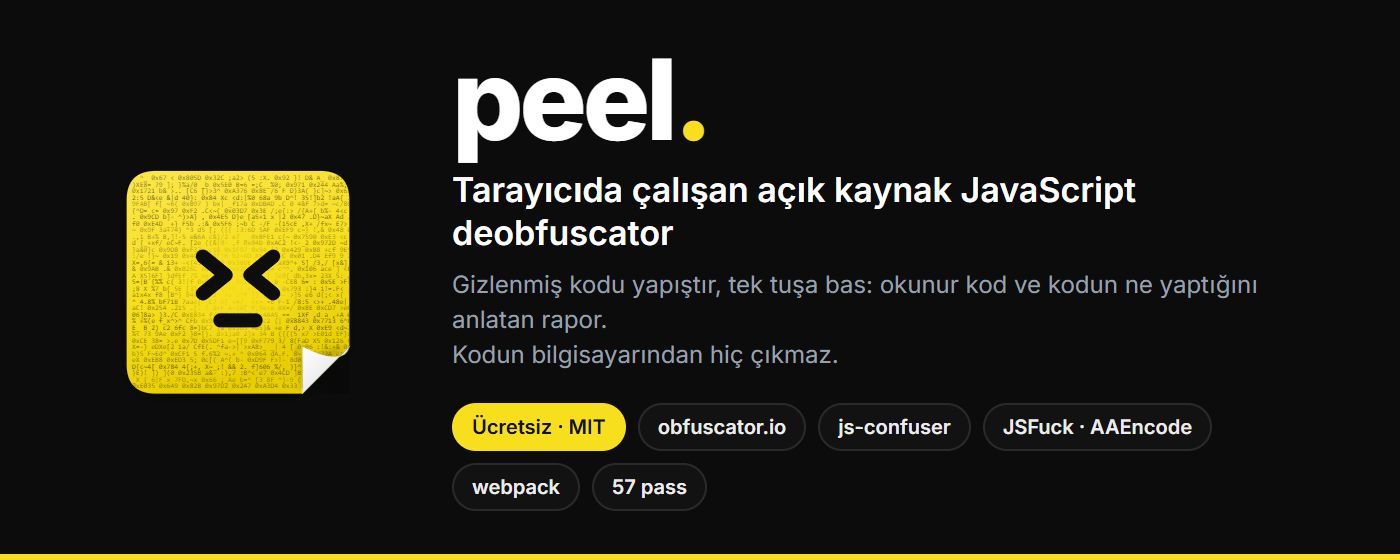 peel.
Tarayıcıda çalışan açık kaynak JavaScript
deobfuscator
Gizlenmiş kodu yapıştır, tek tuşa bas: okunur kod ve kodun ne yaptığını
anlatan rapor.
Kodun bilgisayarından hiç çıkmaz.
Ücretsiz · MIT
obfuscator.io
js-confuser
JSFuck · AAEncode
webpack
57 pass